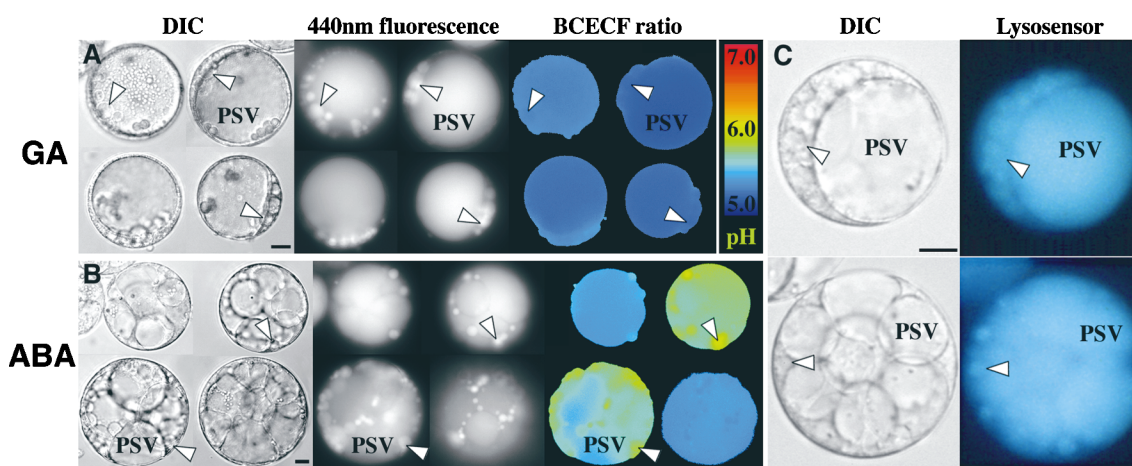 DIC 440nm fluorescence BCECF ratio DIC Lysosensor
A C
7.0
PSV PSV PSV 6.0 PSV PSV
GA
5.0
pH
B
PSV PSV
ABA
PSV PSV PSV